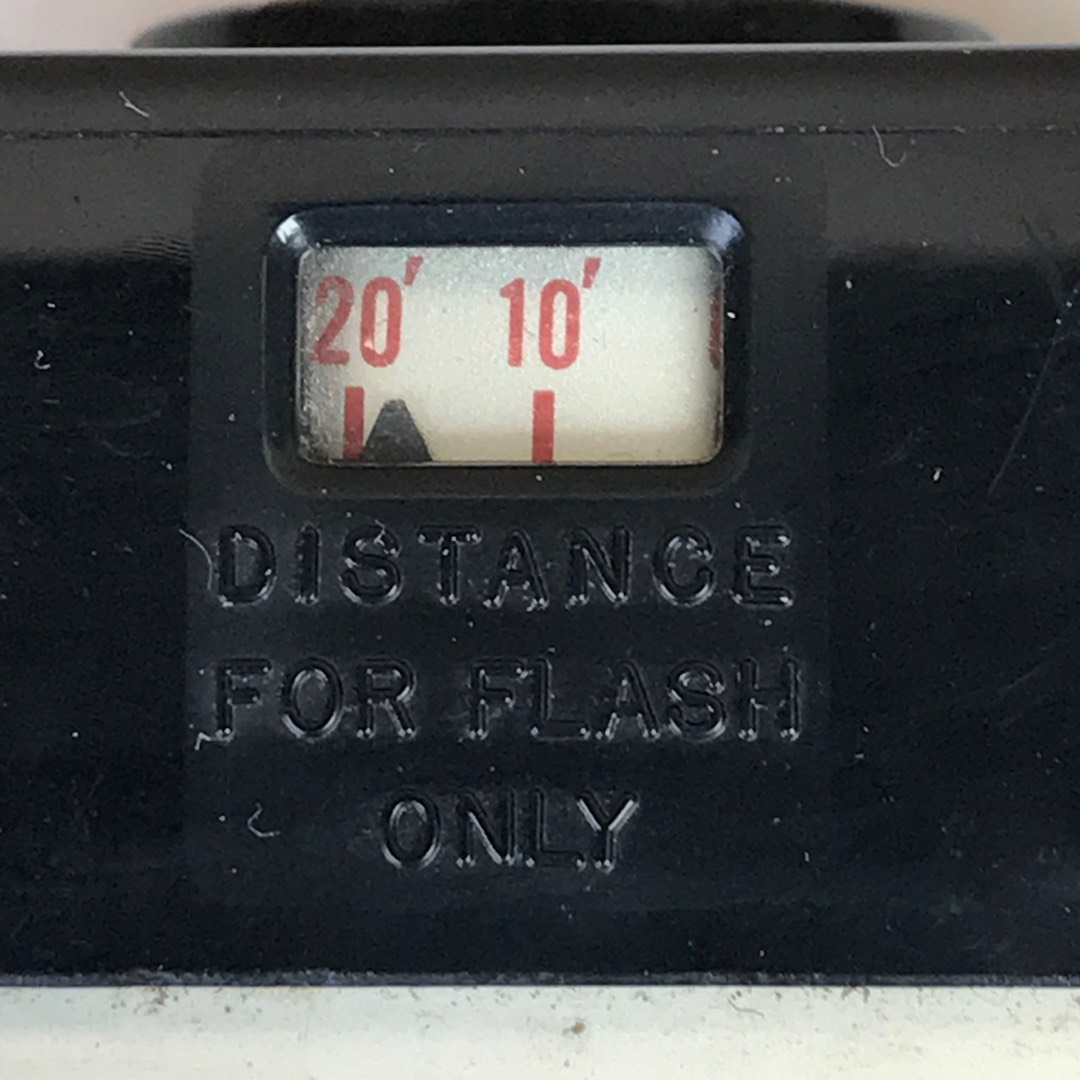 20' 10'
DISTANCE
FOR FLASH
ONLY